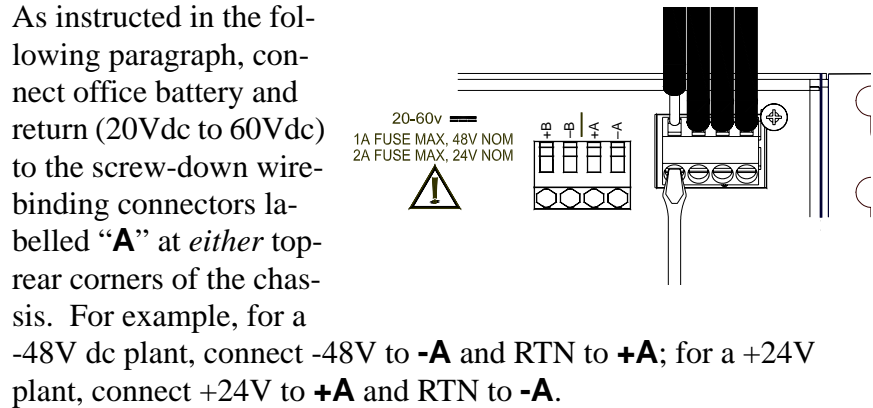 As instructed in the fol-
lowing paragraph, con-
nect office battery and
return (20Vdc to 60Vdc)
to the screw-down wire-
binding connectors la-
belled “A” at either top-
rear corners of the chas-
sis. For example, for a
-48V dc plant, connect -48V to -A and RTN to +A; for a +24V
plant, connect +24V to +A and RTN to -A.
20-60v
1A FUSE MAX, 48V NOM
2A FUSE MAX, 24V NOM
!
+B
–B
+A
–A